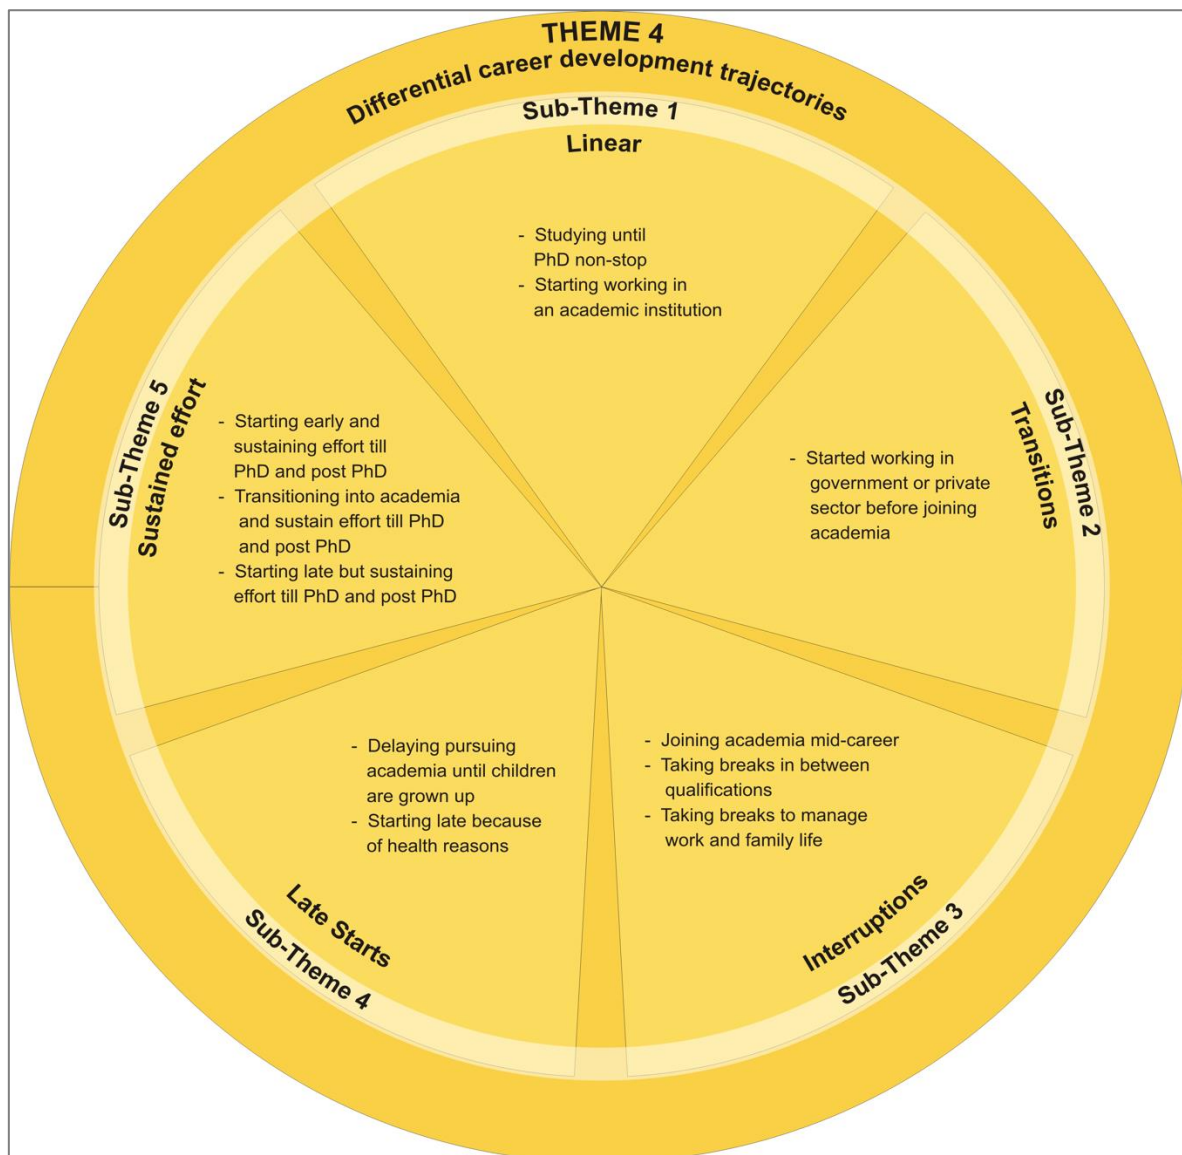 THEME 4
Differential career development trajectories
Sub-Theme 1
Linear
- Studying until
PhD non-stop
- Starting working in
an academic institution
Sub-Theme 2
Transitions
- Started working in
government or private
sector before joining
academia
Sub-Theme 3
Interruptions
- Joining academia mid-career
- Taking breaks in between
qualifications
- Taking breaks to manage
work and family life
Sub-Theme 4
Late Starts
- Delaying pursuing
academia until children
are grown up
- Starting late because
of health reasons
Sub-Theme 5
Sustained effort
- Starting early and
sustaining effort till
PhD and post PhD
- Transitioning into academia
and sustain effort till PhD
and post PhD
- Starting late but sustaining
effort till PhD and post PhD